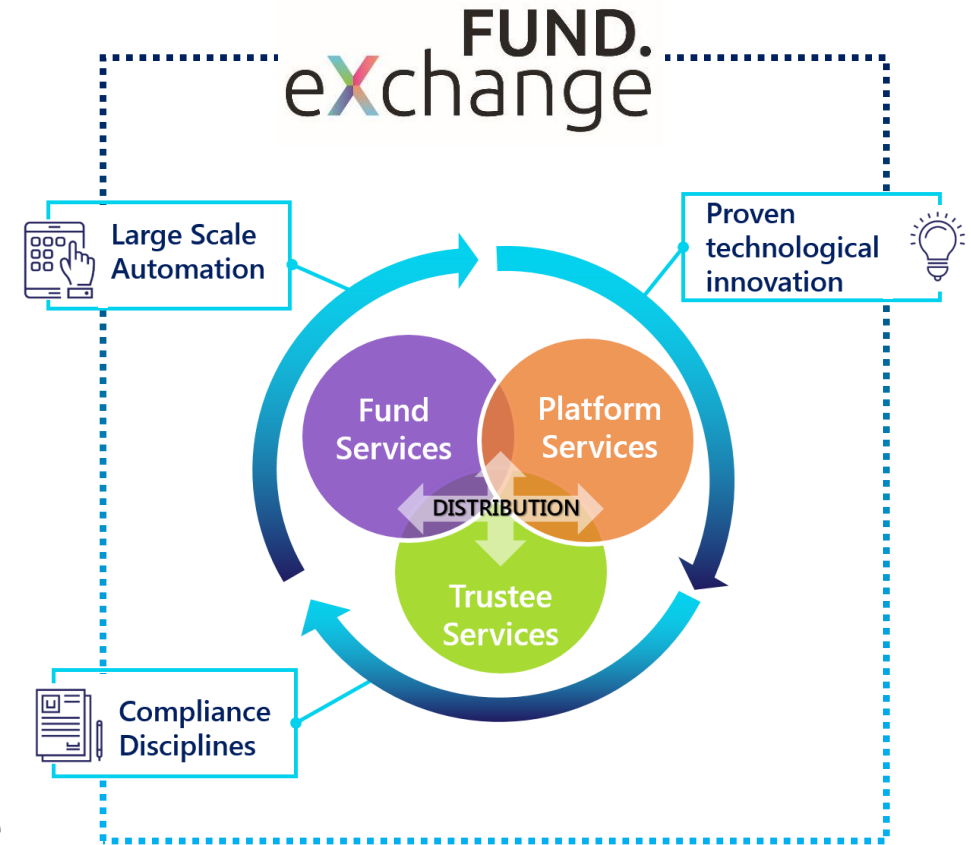 FUND.
eXchange
Large Scale
Automation
Proven
technological
innovation
Fund
Services
Platform
Services
DISTRIBUTION
Trustee
Services
Compliance
Disciplines